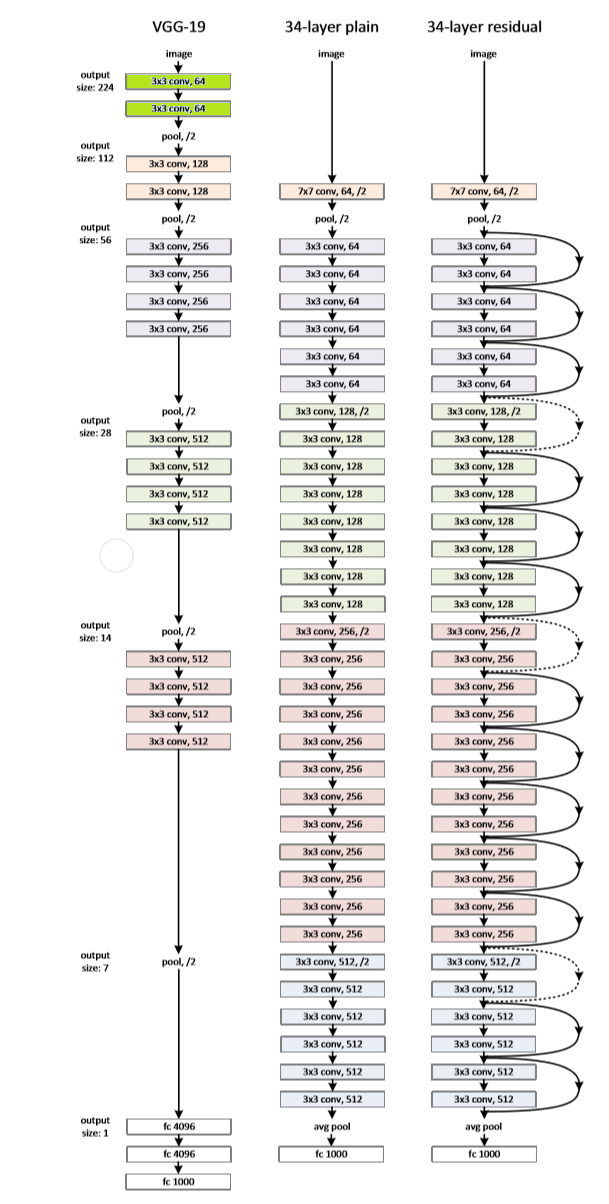 output
size: 224
output
size: 112
output
size: 56
output
size: 28
output
size: 14
output
size: 7
output
size: 1
VGG-19
image
3x3 conv, 64
3x3 conv, 64
pool, /2
3x3 conv, 128
3x3 conv, 128
pool, /2
3x3 conv, 256
3x3 conv, 256
3x3 conv, 256
3x3 conv, 256
pool, /2
3x3 conv, 512
3x3 conv, 512
3x3 conv, 512
3x3 conv, 512
pool, /2
3x3 conv, 512
3x3 conv, 512
3x3 conv, 512
3x3 conv, 512
pool, /2
fc 4096
fc 4096
fc 1000
34-layer plain
image
7x7 conv, 64, /2
pool, /2
3x3 conv, 64
3x3 conv, 64
3x3 conv, 64
3x3 conv, 64
3x3 conv, 64
3x3 conv, 64
3x3 conv, 128, /2
3x3 conv, 128
3x3 conv, 128
3x3 conv, 128
3x3 conv, 128
3x3 conv, 128
3x3 conv, 128
3x3 conv, 128
3x3 conv, 256, /2
3x3 conv, 256
3x3 conv, 256
3x3 conv, 256
3x3 conv, 256
3x3 conv, 256
3x3 conv, 256
3x3 conv, 256
3x3 conv, 256
3x3 conv, 256
3x3 conv, 256
3x3 conv, 256
3x3 conv, 512, /2
3x3 conv, 512
3x3 conv, 512
3x3 conv, 512
3x3 conv, 512
3x3 conv, 512
avg pool
fc 1000
34-layer residual
image
7x7 conv, 64, /2
pool, /2
3x3 conv, 64
3x3 conv, 64
3x3 conv, 64
3x3 conv, 64
3x3 conv, 64
3x3 conv, 64
3x3 conv, 128, /2
3x3 conv, 128
3x3 conv, 128
3x3 conv, 128
3x3 conv, 128
3x3 conv, 128
3x3 conv, 128
3x3 conv, 128
3x3 conv, 256, /2
3x3 conv, 256
3x3 conv, 256
3x3 conv, 256
3x3 conv, 256
3x3 conv, 256
3x3 conv, 256
3x3 conv, 256
3x3 conv, 256
3x3 conv, 256
3x3 conv, 256
3x3 conv, 256
3x3 conv, 512, /2
3x3 conv, 512
3x3 conv, 512
3x3 conv, 512
3x3 conv, 512
3x3 conv, 512
avg pool
fc 1000